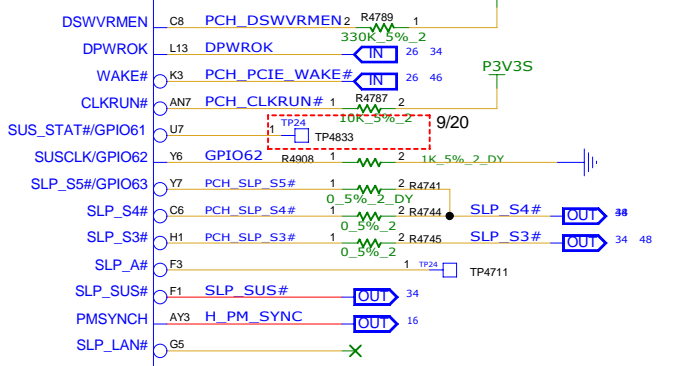 DSWVRMEN C8 PCH_DSWVRMEN 2 R4789 1
330K_5%_2
DPWROK L13 DPWROK IN 26 34
WAKE# K3 PCH_PCIE_WAKE# IN 26 46
P3V3S
CLKRUN# AN7 PCH_CLKRUN# 1 R4787 2
10K_5%_2
9/20
SUS_STAT#/GPIO61 U7 1 TP24 TP4833
SUSCLK/GPIO62 Y6 GPIO62 R4908 1 2 1K_5%_2_DY
SLP_S5#/GPIO63 Y7 PCH_SLP_S5# 1 2 R4741
0_5%_2_DY
SLP_S4# C6 PCH_SLP_S4# 1 2 R4744 SLP_S4# OUT
0_5%_2
SLP_S3# H1 PCH_SLP_S3# 1 2 R4745 SLP_S3# OUT 34 48
0_5%_2
SLP_A# F3 1 TP24 TP4711
SLP_SUS# F1 SLP_SUS# OUT 34
PMSYNCH AY3 H_PM_SYNC OUT 16
SLP_LAN# G5